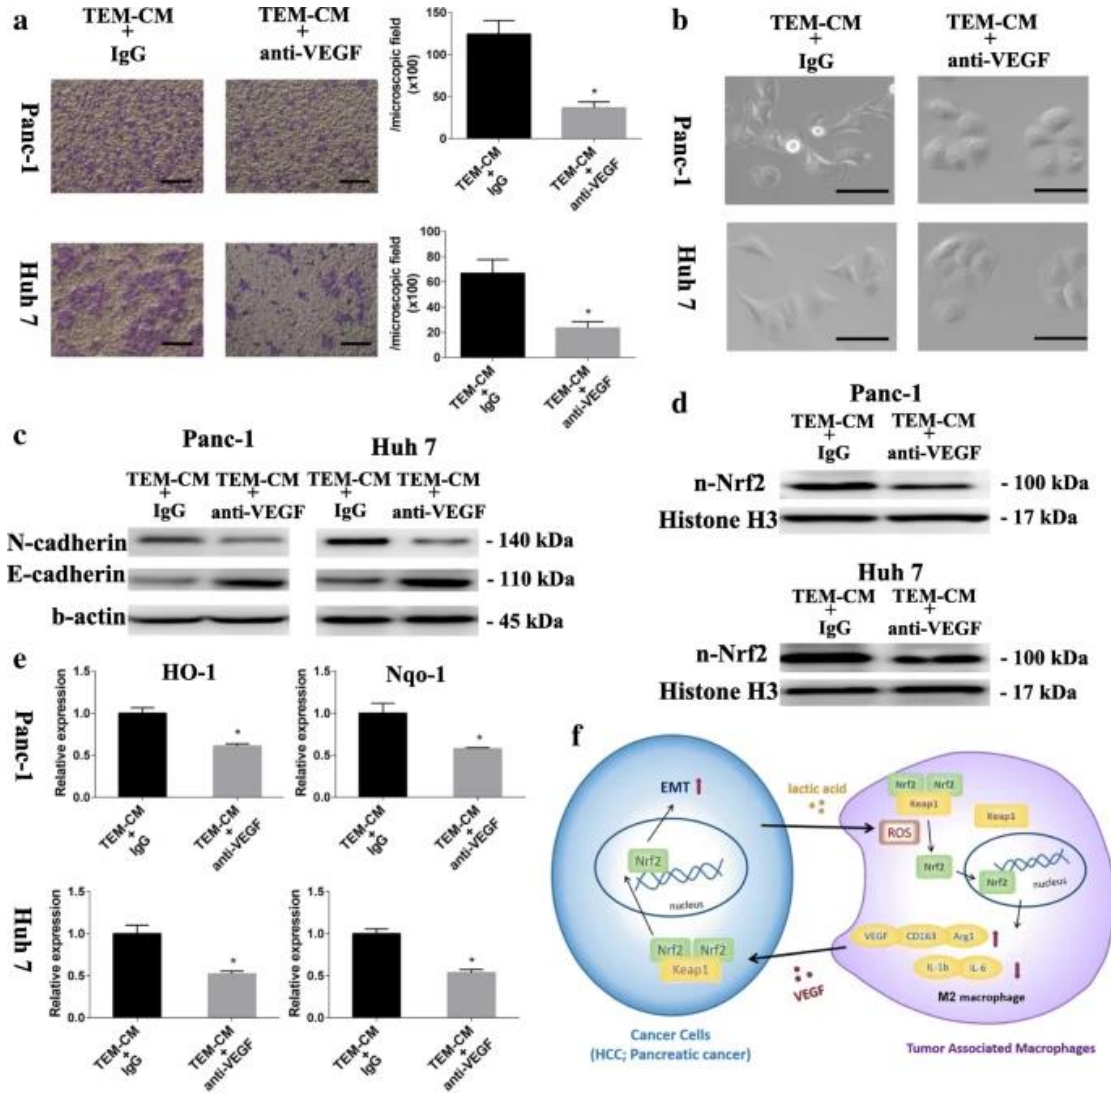 a
TEM-CM
+
IgG
TEM-CM
+
anti-VEGF
Panc-1
Huh 7
/microscopic field
(x100)
150
100
50
0
*
TEM-CM
+
IgG
TEM-CM
+
anti-VEGF
/microscopic field
(x100)
100
80
60
40
20
0
*
TEM-CM
+
IgG
TEM-CM
+
anti-VEGF
b
TEM-CM
+
IgG
TEM-CM
+
anti-VEGF
Panc-1
Huh 7
c
Panc-1
Huh 7
TEM-CM
+
IgG
TEM-CM
+
anti-VEGF
TEM-CM
+
IgG
TEM-CM
+
anti-VEGF
N-cadherin
- 140 kDa
E-cadherin
- 110 kDa
b-actin
- 45 kDa
d
Panc-1
TEM-CM
+
IgG
TEM-CM
+
anti-VEGF
n-Nrf2
- 100 kDa
Histone H3
- 17 kDa
Huh 7
TEM-CM
+
IgG
TEM-CM
+
anti-VEGF
n-Nrf2
- 100 kDa
Histone H3
- 17 kDa
e
Panc-1
Relative expression
1.5
1.0
0.5
0.0
HO-1
*
TEM-CM
+
IgG
TEM-CM
+
anti-VEGF
Relative expression
1.5
1.0
0.5
0.0
Nqo-1
*
TEM-CM
+
IgG
TEM-CM
+
anti-VEGF
Huh 7
Relative expression
1.5
1.0
0.5
0.0
*
TEM-CM
+
IgG
TEM-CM
+
anti-VEGF
Relative expression
1.5
1.0
0.5
0.0
*
TEM-CM
+
IgG
TEM-CM
+
anti-VEGF
f
EMT
Nrf2
nucleus
Nrf2
Nrf2
Keap1
Cancer Cells
(HCC; Pancreatic cancer)
lactic acid
VEGF
Nrf2
Nrf2
Keap1
Keap1
ROS
Nrf2
Nrf2
nucleus
VEGF
CD163
Arg1
IL-1b
IL-6
M2 macrophage
Tumor Associated Macrophages